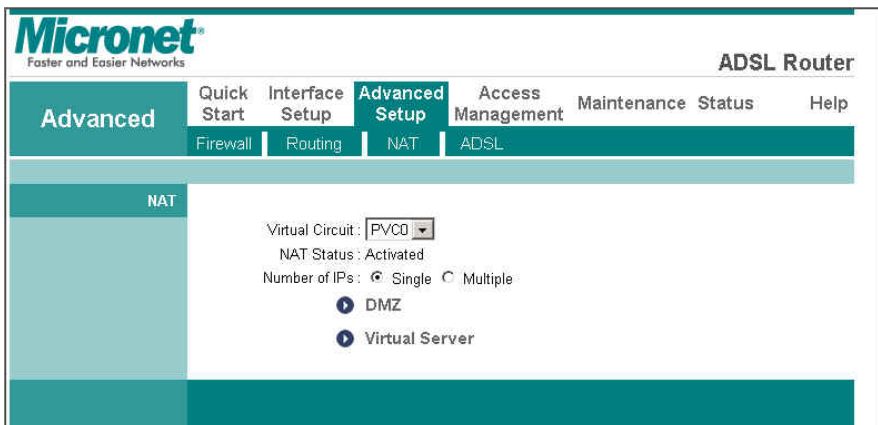 Micronet
Faster and Easier Networks
ADSL Router
Advanced
Quick Start
Interface Setup
Advanced Setup
Access Management
Maintenance
Status
Help
Firewall
Routing
NAT
ADSL
NAT
Virtual Circuit : PVC0
NAT Status : Activated
Number of IPs : Single Multiple
DMZ
Virtual Server